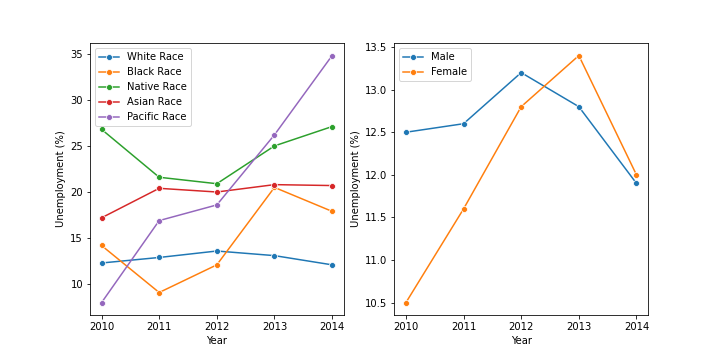 35
30
25
20
15
10
Unemployment (%)
White Race
Black Race
Native Race
Asian Race
Pacific Race
2010 2011 2012 2013 2014
Year
13.5
13.0
12.5
12.0
11.5
11.0
10.5
Unemployment (%)
Male
Female
2010 2011 2012 2013 2014
Year